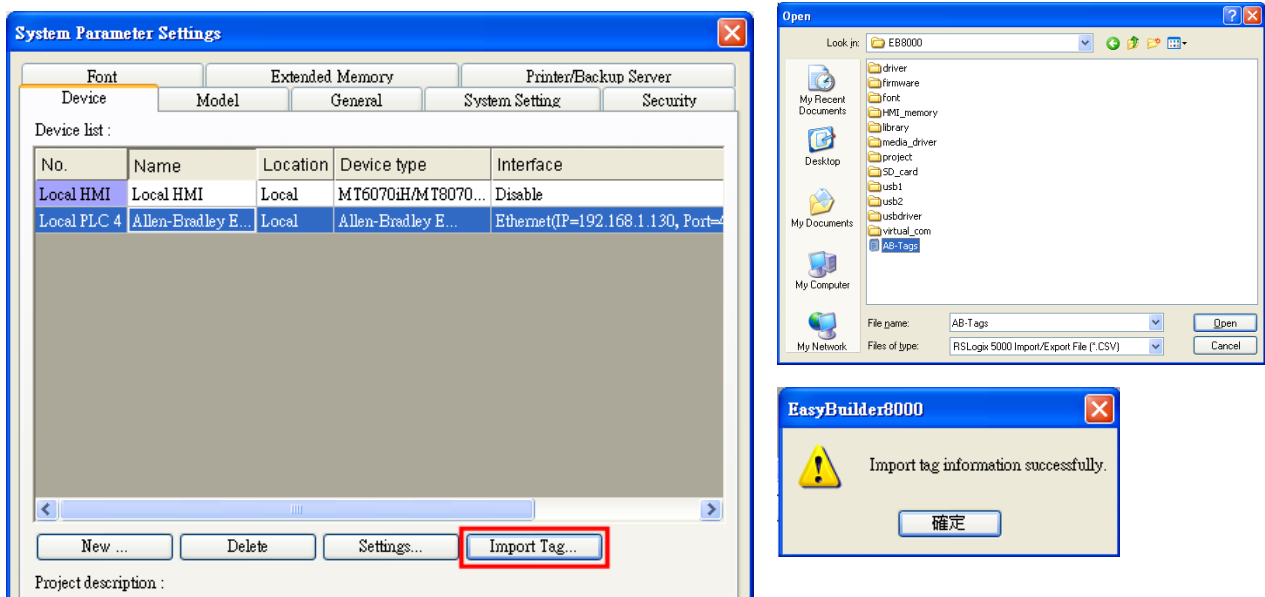 System Parameter Settings
Font Extended Memory Printer/Backup Server
Device Model General System Setting Security
Device list :
No. Name Location Device type Interface
Local HMI Local HMI Local MT6070iH/MT8070... Disable
Local PLC 4 Allen-Bradley E... Local Allen-Bradley E... Ethernet(IP=192.168.1.130, Port=4
New ... Delete Settings... Import Tag...
Project description :
Open
Look in: EB8000
My Recent Documents
Desktop
My Documents
My Computer
My Network
driver
firmware
font
HMI_memory
library
media_driver
project
SD_card
usb1
usb2
usbdriver
virtual_com
AB-Tags
File name: AB-Tags Open
Files of type: RSLogix 5000 Import/Export File (*.CSV) Cancel
EasyBuilder8000
Import tag information successfully.
確定